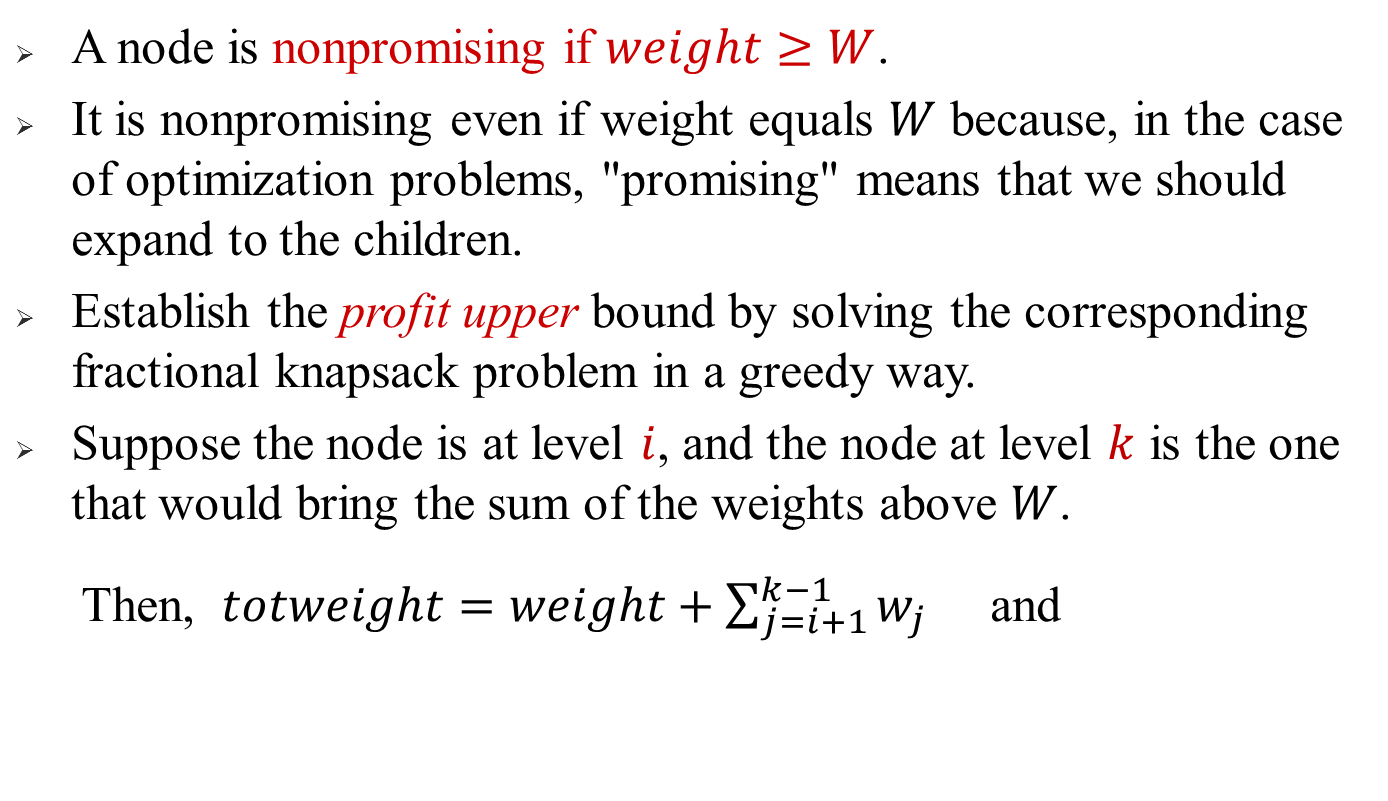 ➢ A node is nonpromising if 𝑤𝑒𝑖𝑔ℎ𝑡 ≥ 𝑊.
➢ It is nonpromising even if weight equals 𝑊 because, in the case
of optimization problems, "promising" means that we should
expand to the children.
➢ Establish the profit upper bound by solving the corresponding
fractional knapsack problem in a greedy way.
➢ Suppose the node is at level 𝑖, and the node at level 𝑘 is the one
that would bring the sum of the weights above 𝑊.
Then, 𝑡𝑜𝑡𝑤𝑒𝑖𝑔ℎ𝑡 = 𝑤𝑒𝑖𝑔ℎ𝑡 + ∑_{𝑗=𝑖+1}^{𝑘−1} 𝑤_𝑗 and